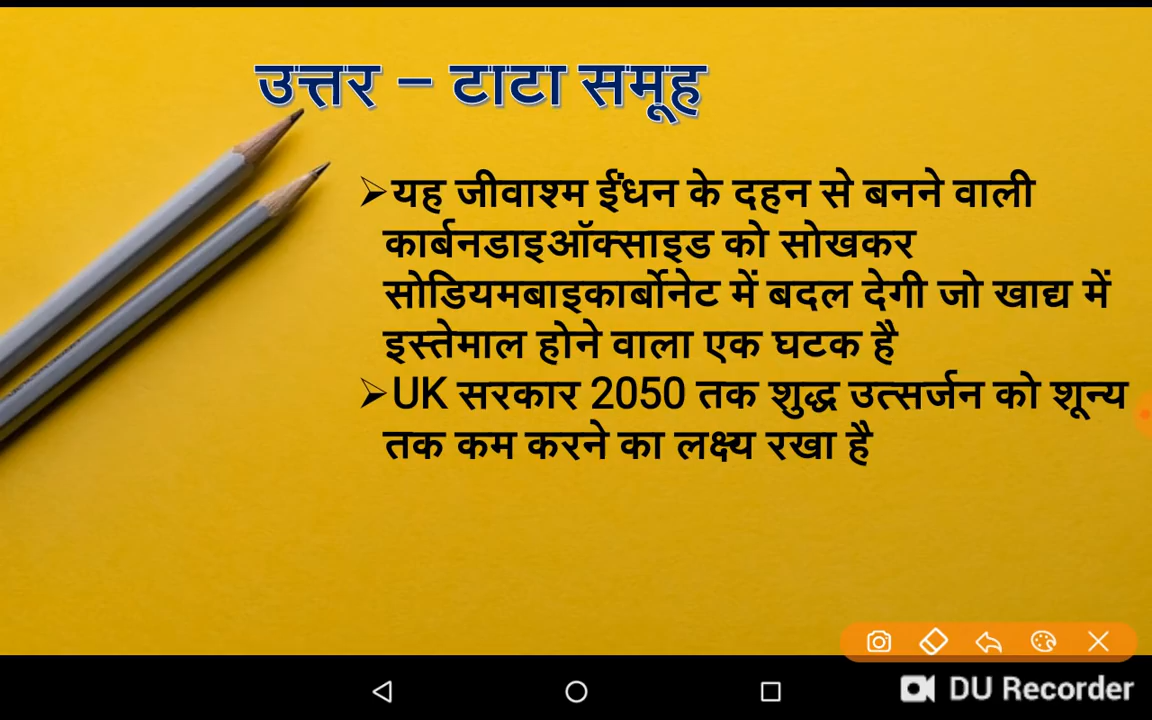 उत्तर – टाटा समूह
➢यह जीवाश्म ईंधन के दहन से बनने वाली
कार्बनडाइऑक्साइड को सोखकर
सोडियमबाइकार्बोनेट में बदल देगी जो खाद्य में
इस्तेमाल होने वाला एक घटक है
➢UK सरकार 2050 तक शुद्ध उत्सर्जन को शून्य
तक कम करने का लक्ष्य रखा है
DU Recorder